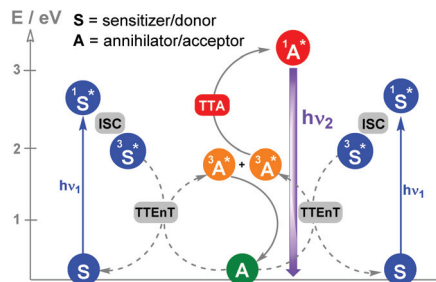 E / eV
S = sensitizer/donor
A = annihilator/acceptor
3
2
1
¹S*
ISC
³S*
hν₁
TTEnT
S
TTA
¹A*
³A* + ³A*
hν₂
A
¹S*
ISC
³S*
hν₁
TTEnT
S